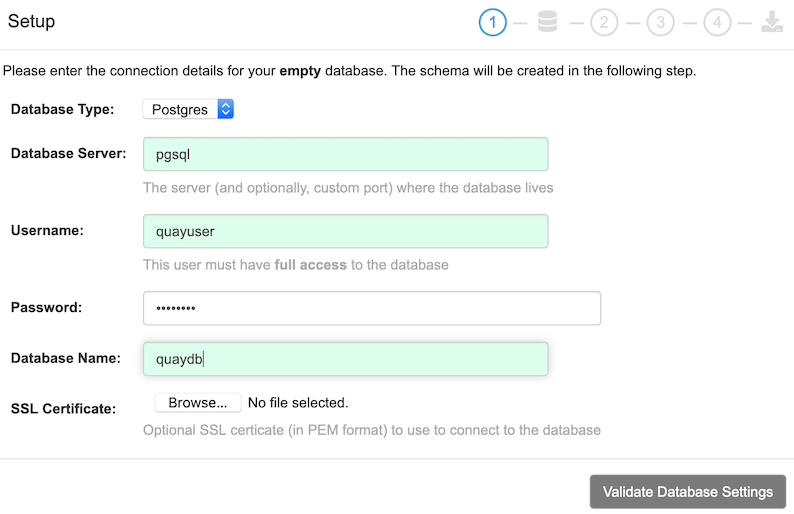 Setup
1
2
3
4
Please enter the connection details for your empty database. The schema will be created in the following step.
Database Type: Postgres
Database Server: pgsql
The server (and optionally, custom port) where the database lives
Username: quayuser
This user must have full access to the database
Password: ••••••••
Database Name: quaydb
SSL Certificate: Browse... No file selected.
Optional SSL certicate (in PEM format) to use to connect to the database
Validate Database Settings